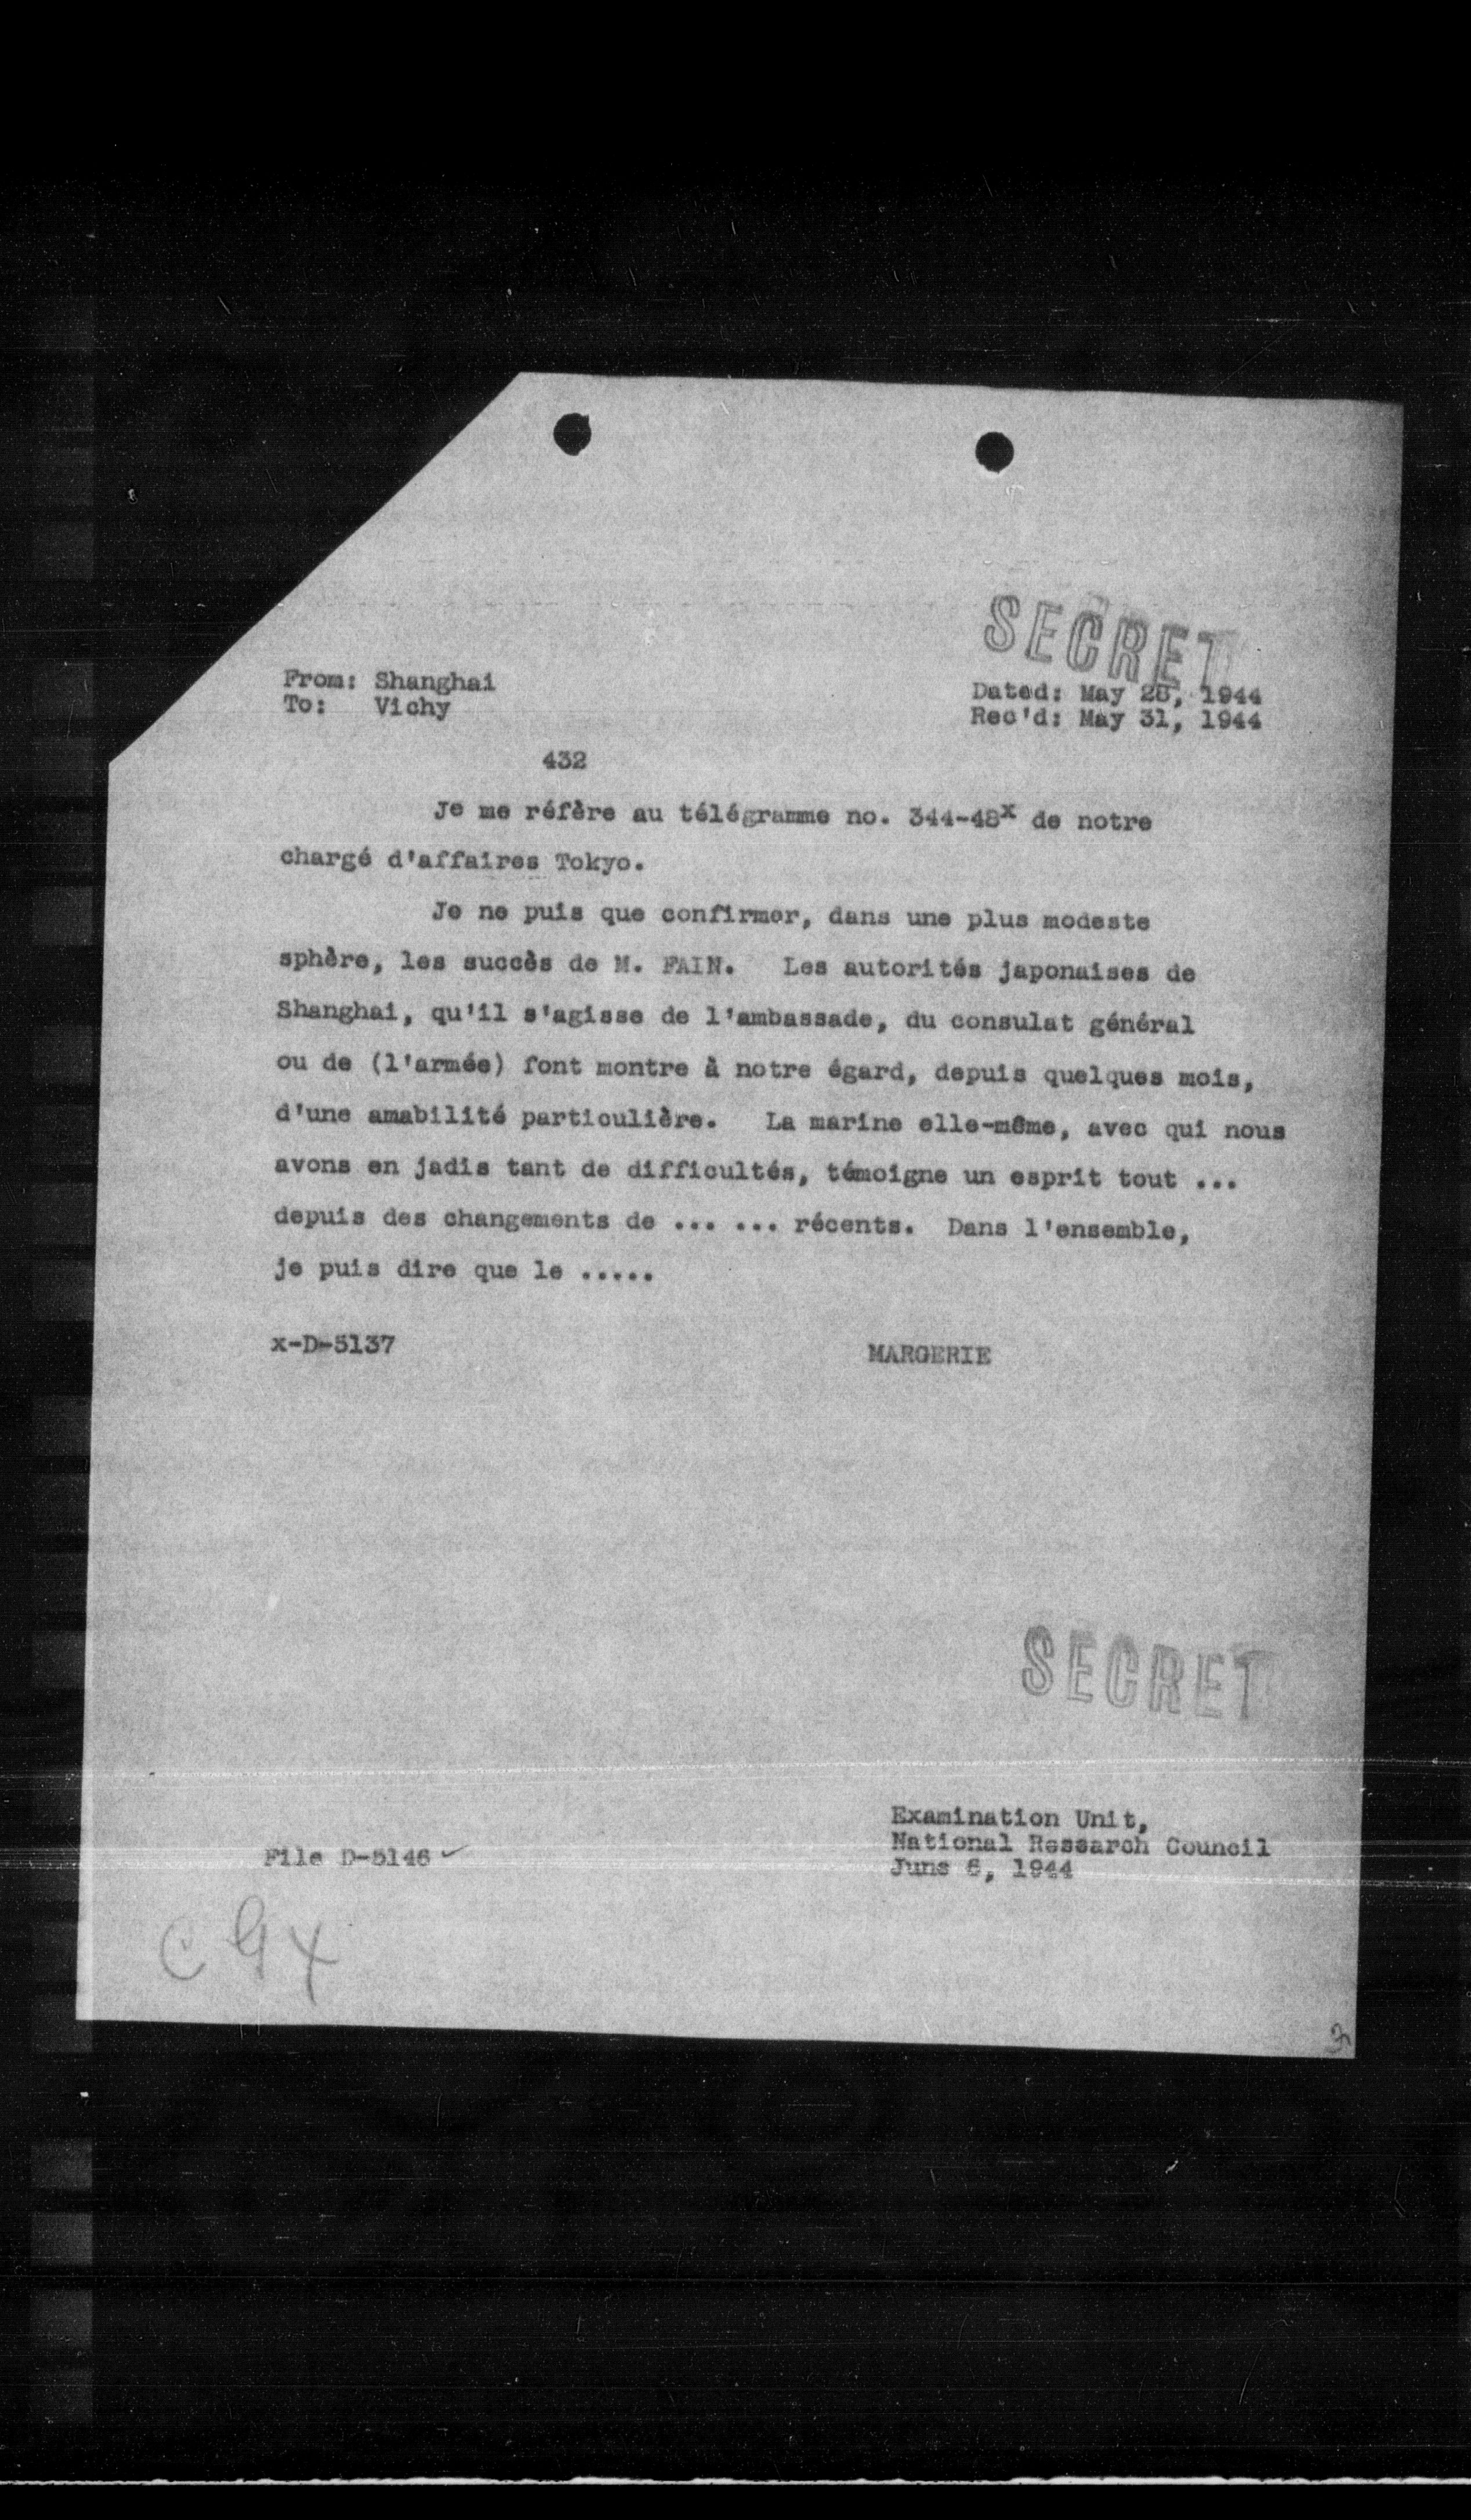 SECRET
From: Shanghai
To: Vichy
Dated: May 28, 1944
Rec'd: May 31, 1944
432
Je me réfère au télégramme no. 344-48x de notre
chargé d'affaires Tokyo.
Je ne puis que confirmer, dans une plus modeste
sphère, les succès de M. FAIN. Les autorités japonaises de
Shanghai, qu'il s'agisse de l'ambassade, du consulat général
ou de (l'armée) font montre à notre égard, depuis quelques mois,
d'une amabilité particulière. La marine elle-même, avec qui nous
avons en jadis tant de difficultés, témoigne un esprit tout ...
depuis des changements de ... ... récents. Dans l'ensemble,
je puis dire que le .....
x-D-5137
MARGERIE
SECRET
Examination Unit,
National Research Council
June 6, 1944
File D-5146